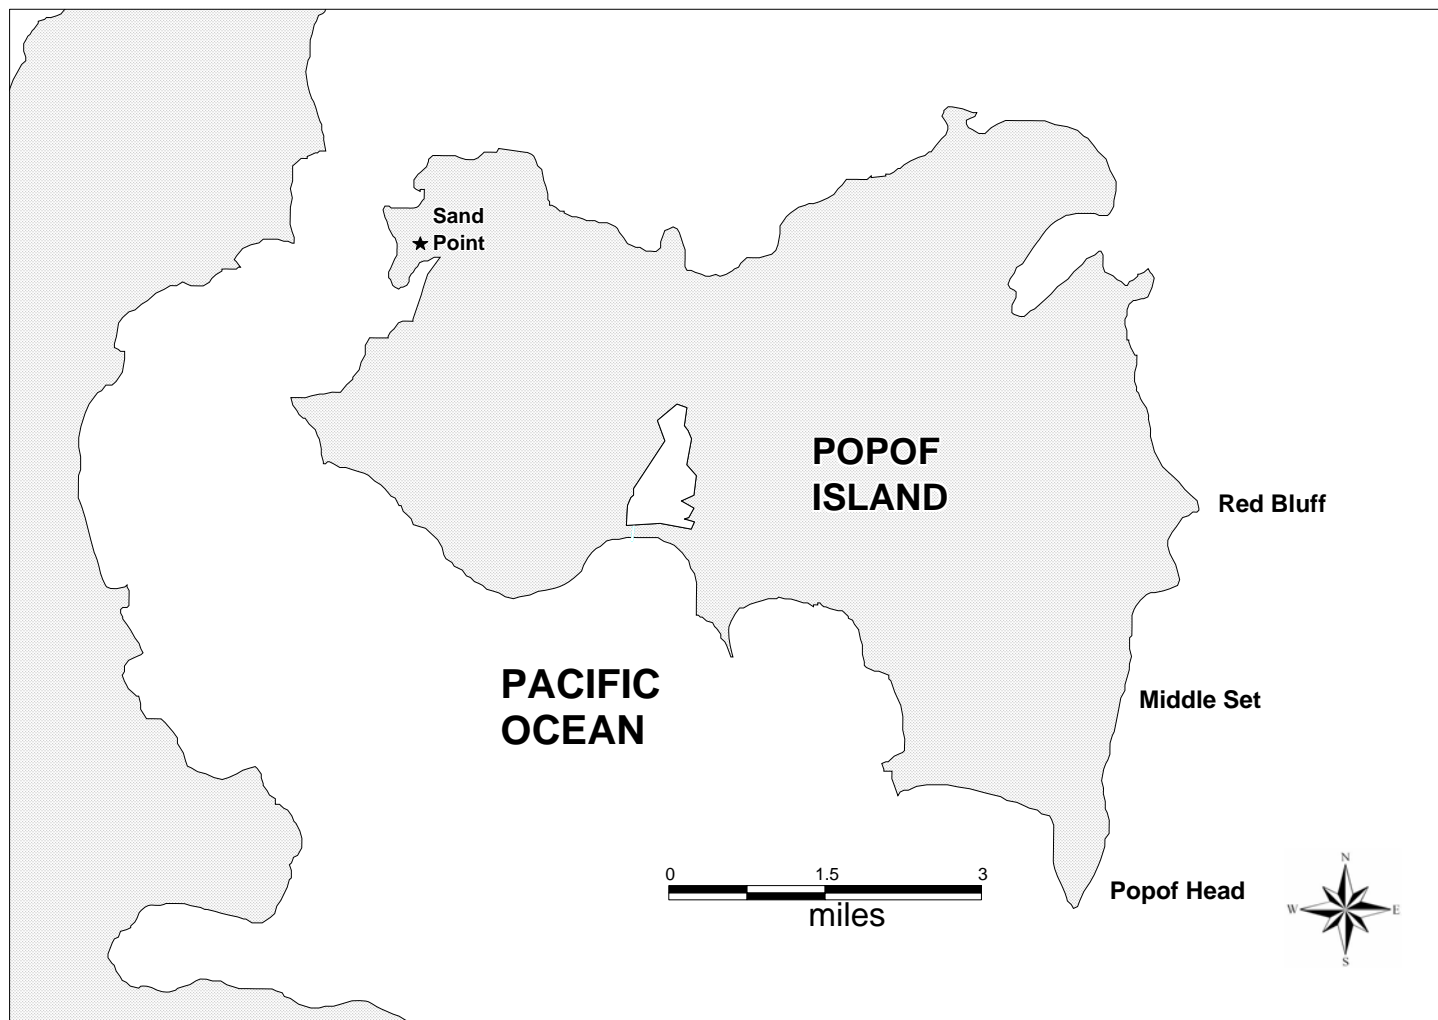 Sand
Point
POPOF
ISLAND
Red Bluff
PACIFIC
OCEAN
Middle Set
0 1.5 3
miles
Popof Head
N
W E
S